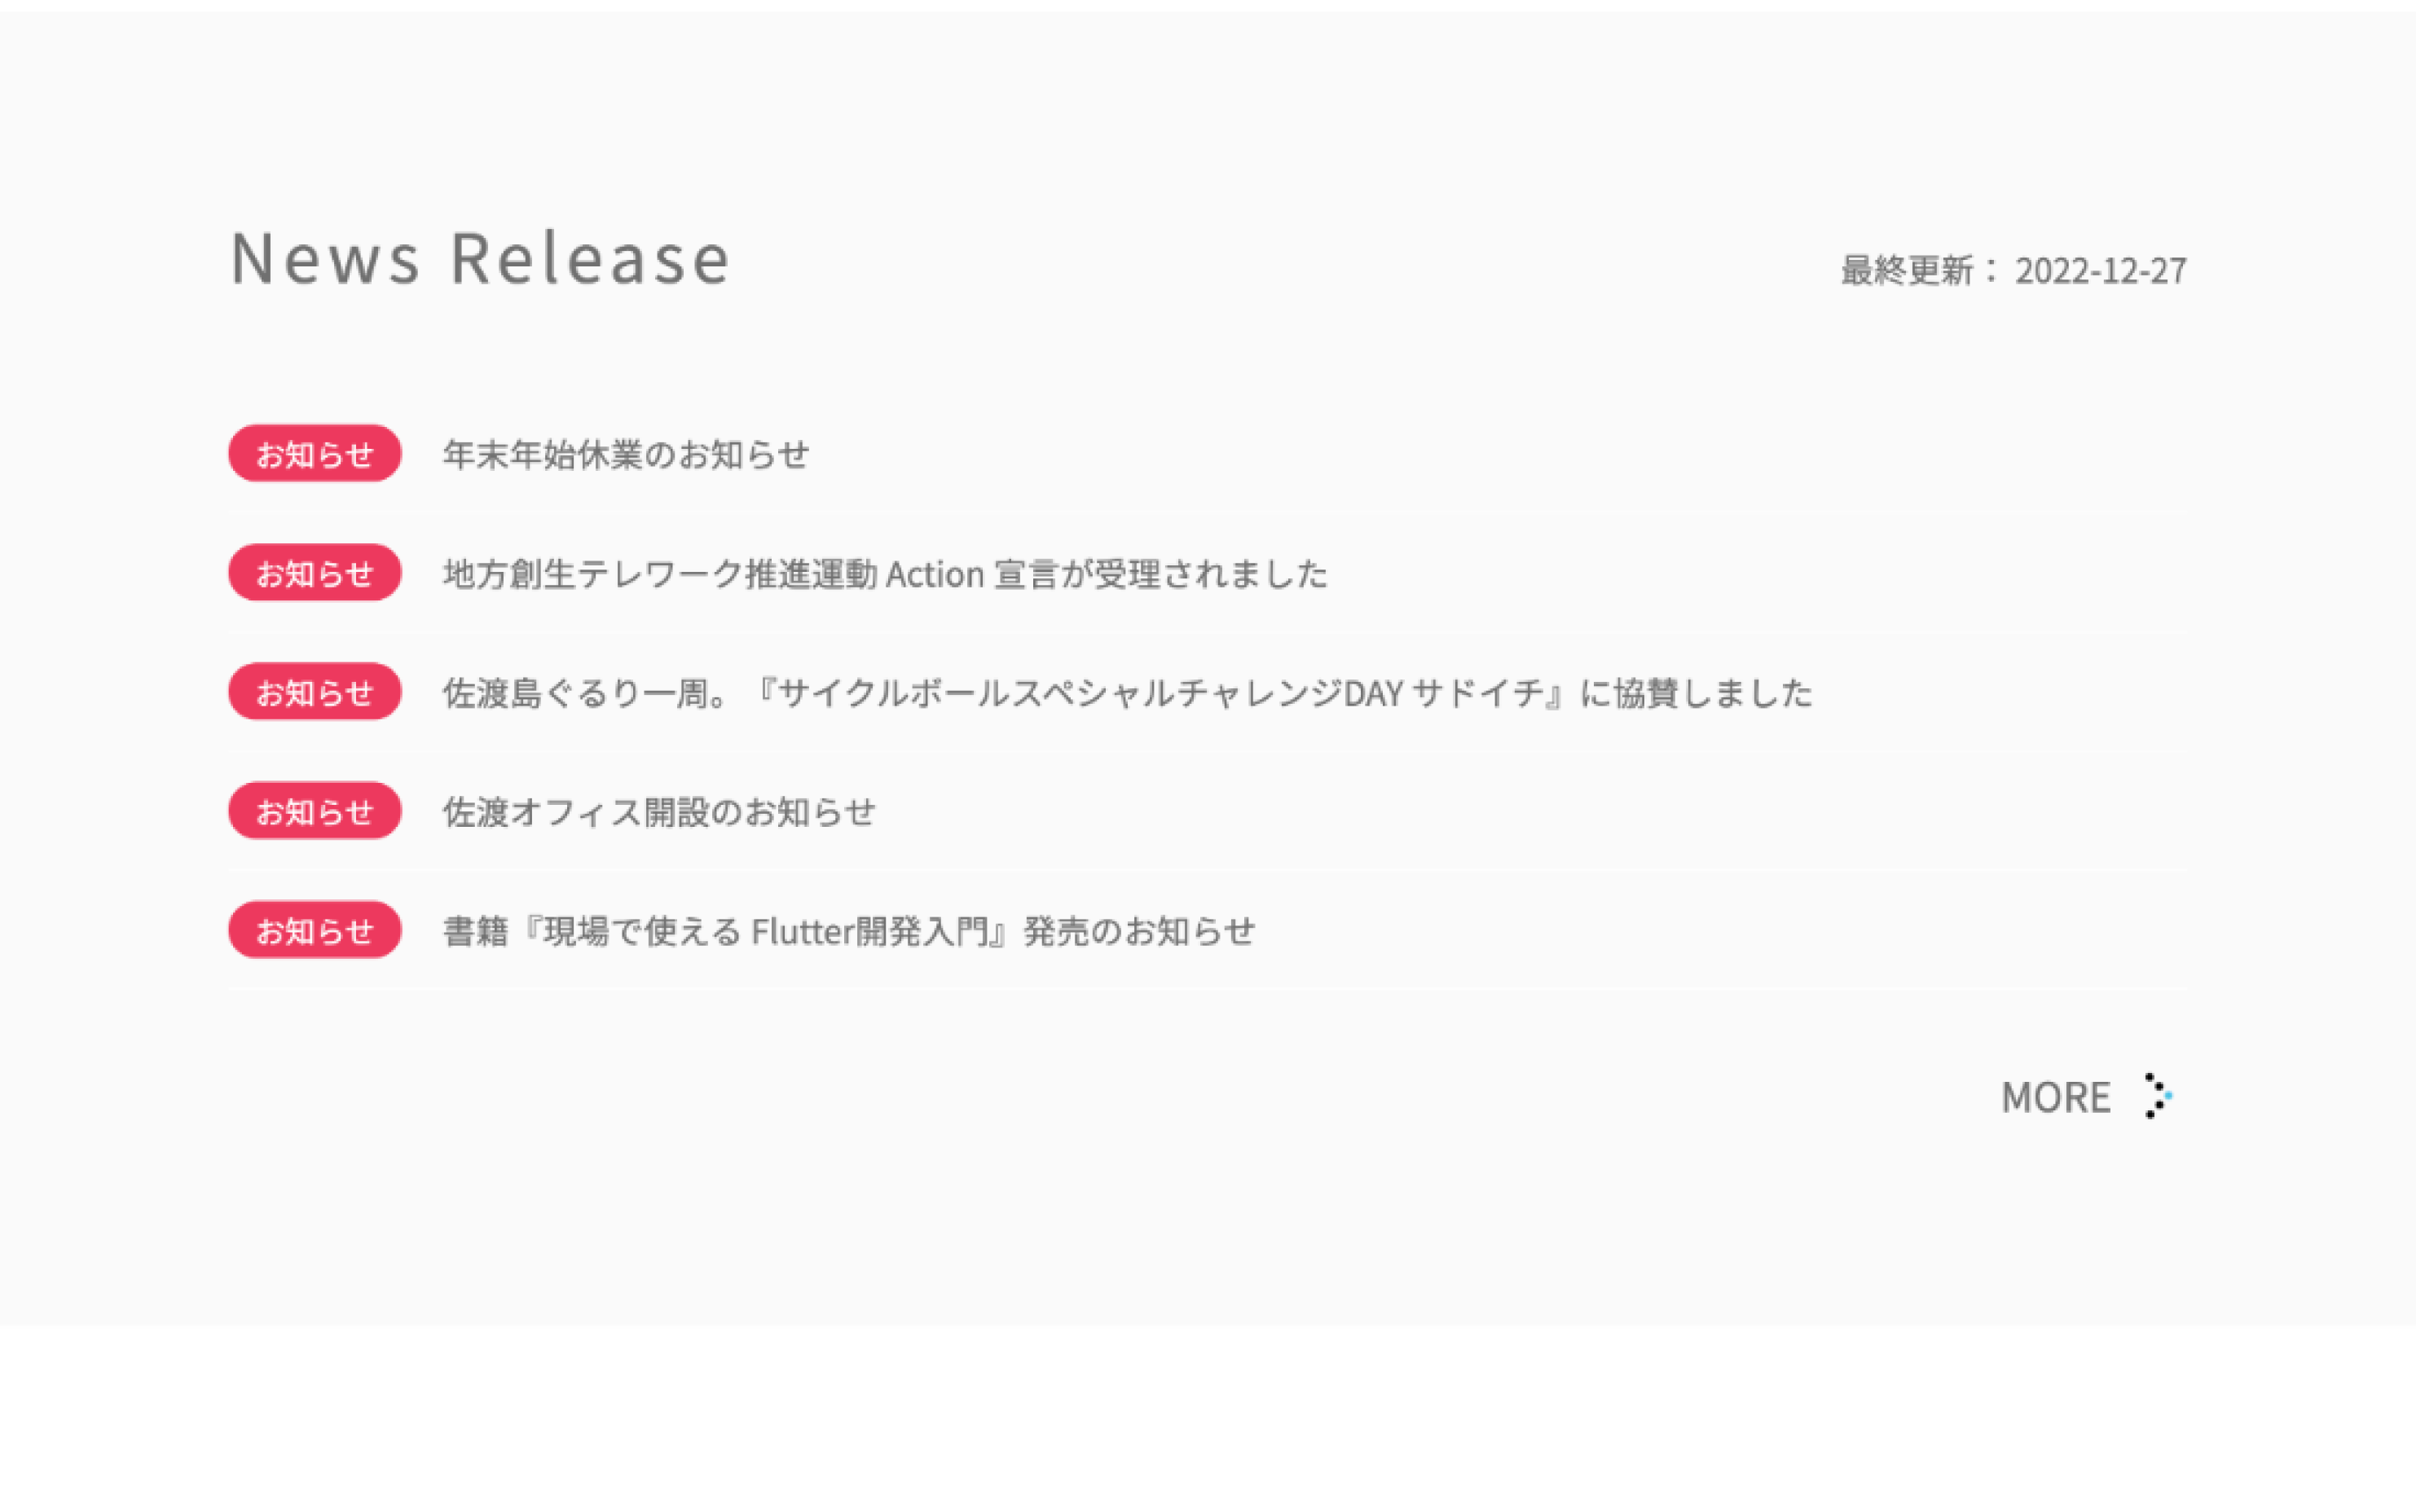 News Release
最終更新： 2022-12-27
お知らせ 年末年始休業のお知らせ
お知らせ 地方創生テレワーク推進運動 Action 宣言が受理されました
お知らせ 佐渡島ぐるり一周。『サイクルボールスペシャルチャレンジDAY サドイチ』に協賛しました
お知らせ 佐渡オフィス開設のお知らせ
お知らせ 書籍『現場で使える Flutter開発入門』発売のお知らせ
MORE